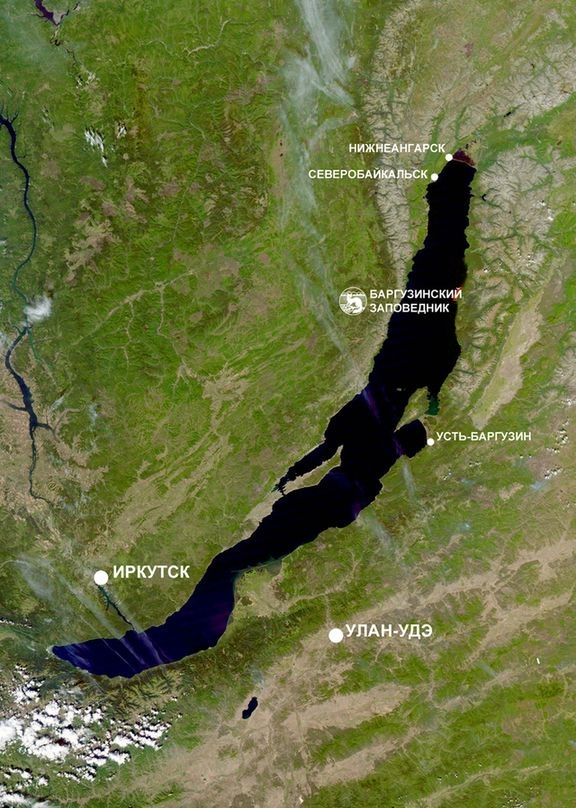 НИЖНЕАНГАРСК
СЕВЕРОБАЙКАЛЬСК
БАРГУЗИНСКИЙ
ЗАПОВЕДНИК
УСТЬ-БАРГУЗИН
ИРКУТСК
УЛАН-УДЭ